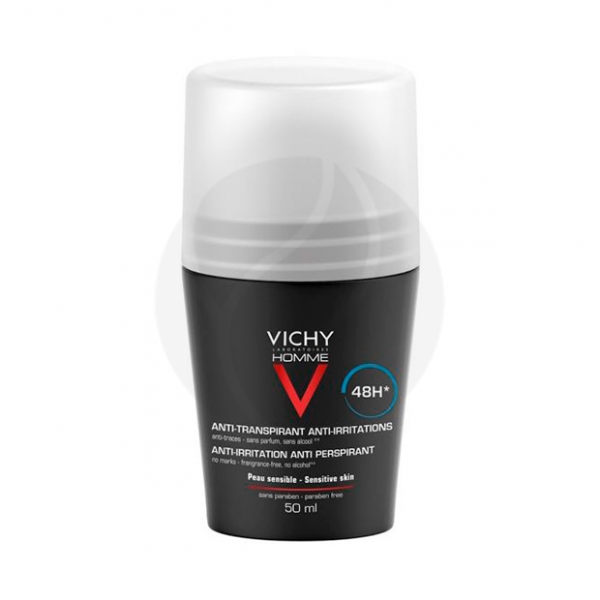 VICHY
LABORATOIRES
HOMME
V
48H*
ANTI-TRANSPIRANT ANTI-IRRITATIONS
anti-traces - sans parfum, sans alcool **
ANTI-IRRITATION ANTI PERSPIRANT
no marks - frengrance-free, no alcohol**
Peau sensible - Sensitive skin
sans paraben - paraben free
50 ml